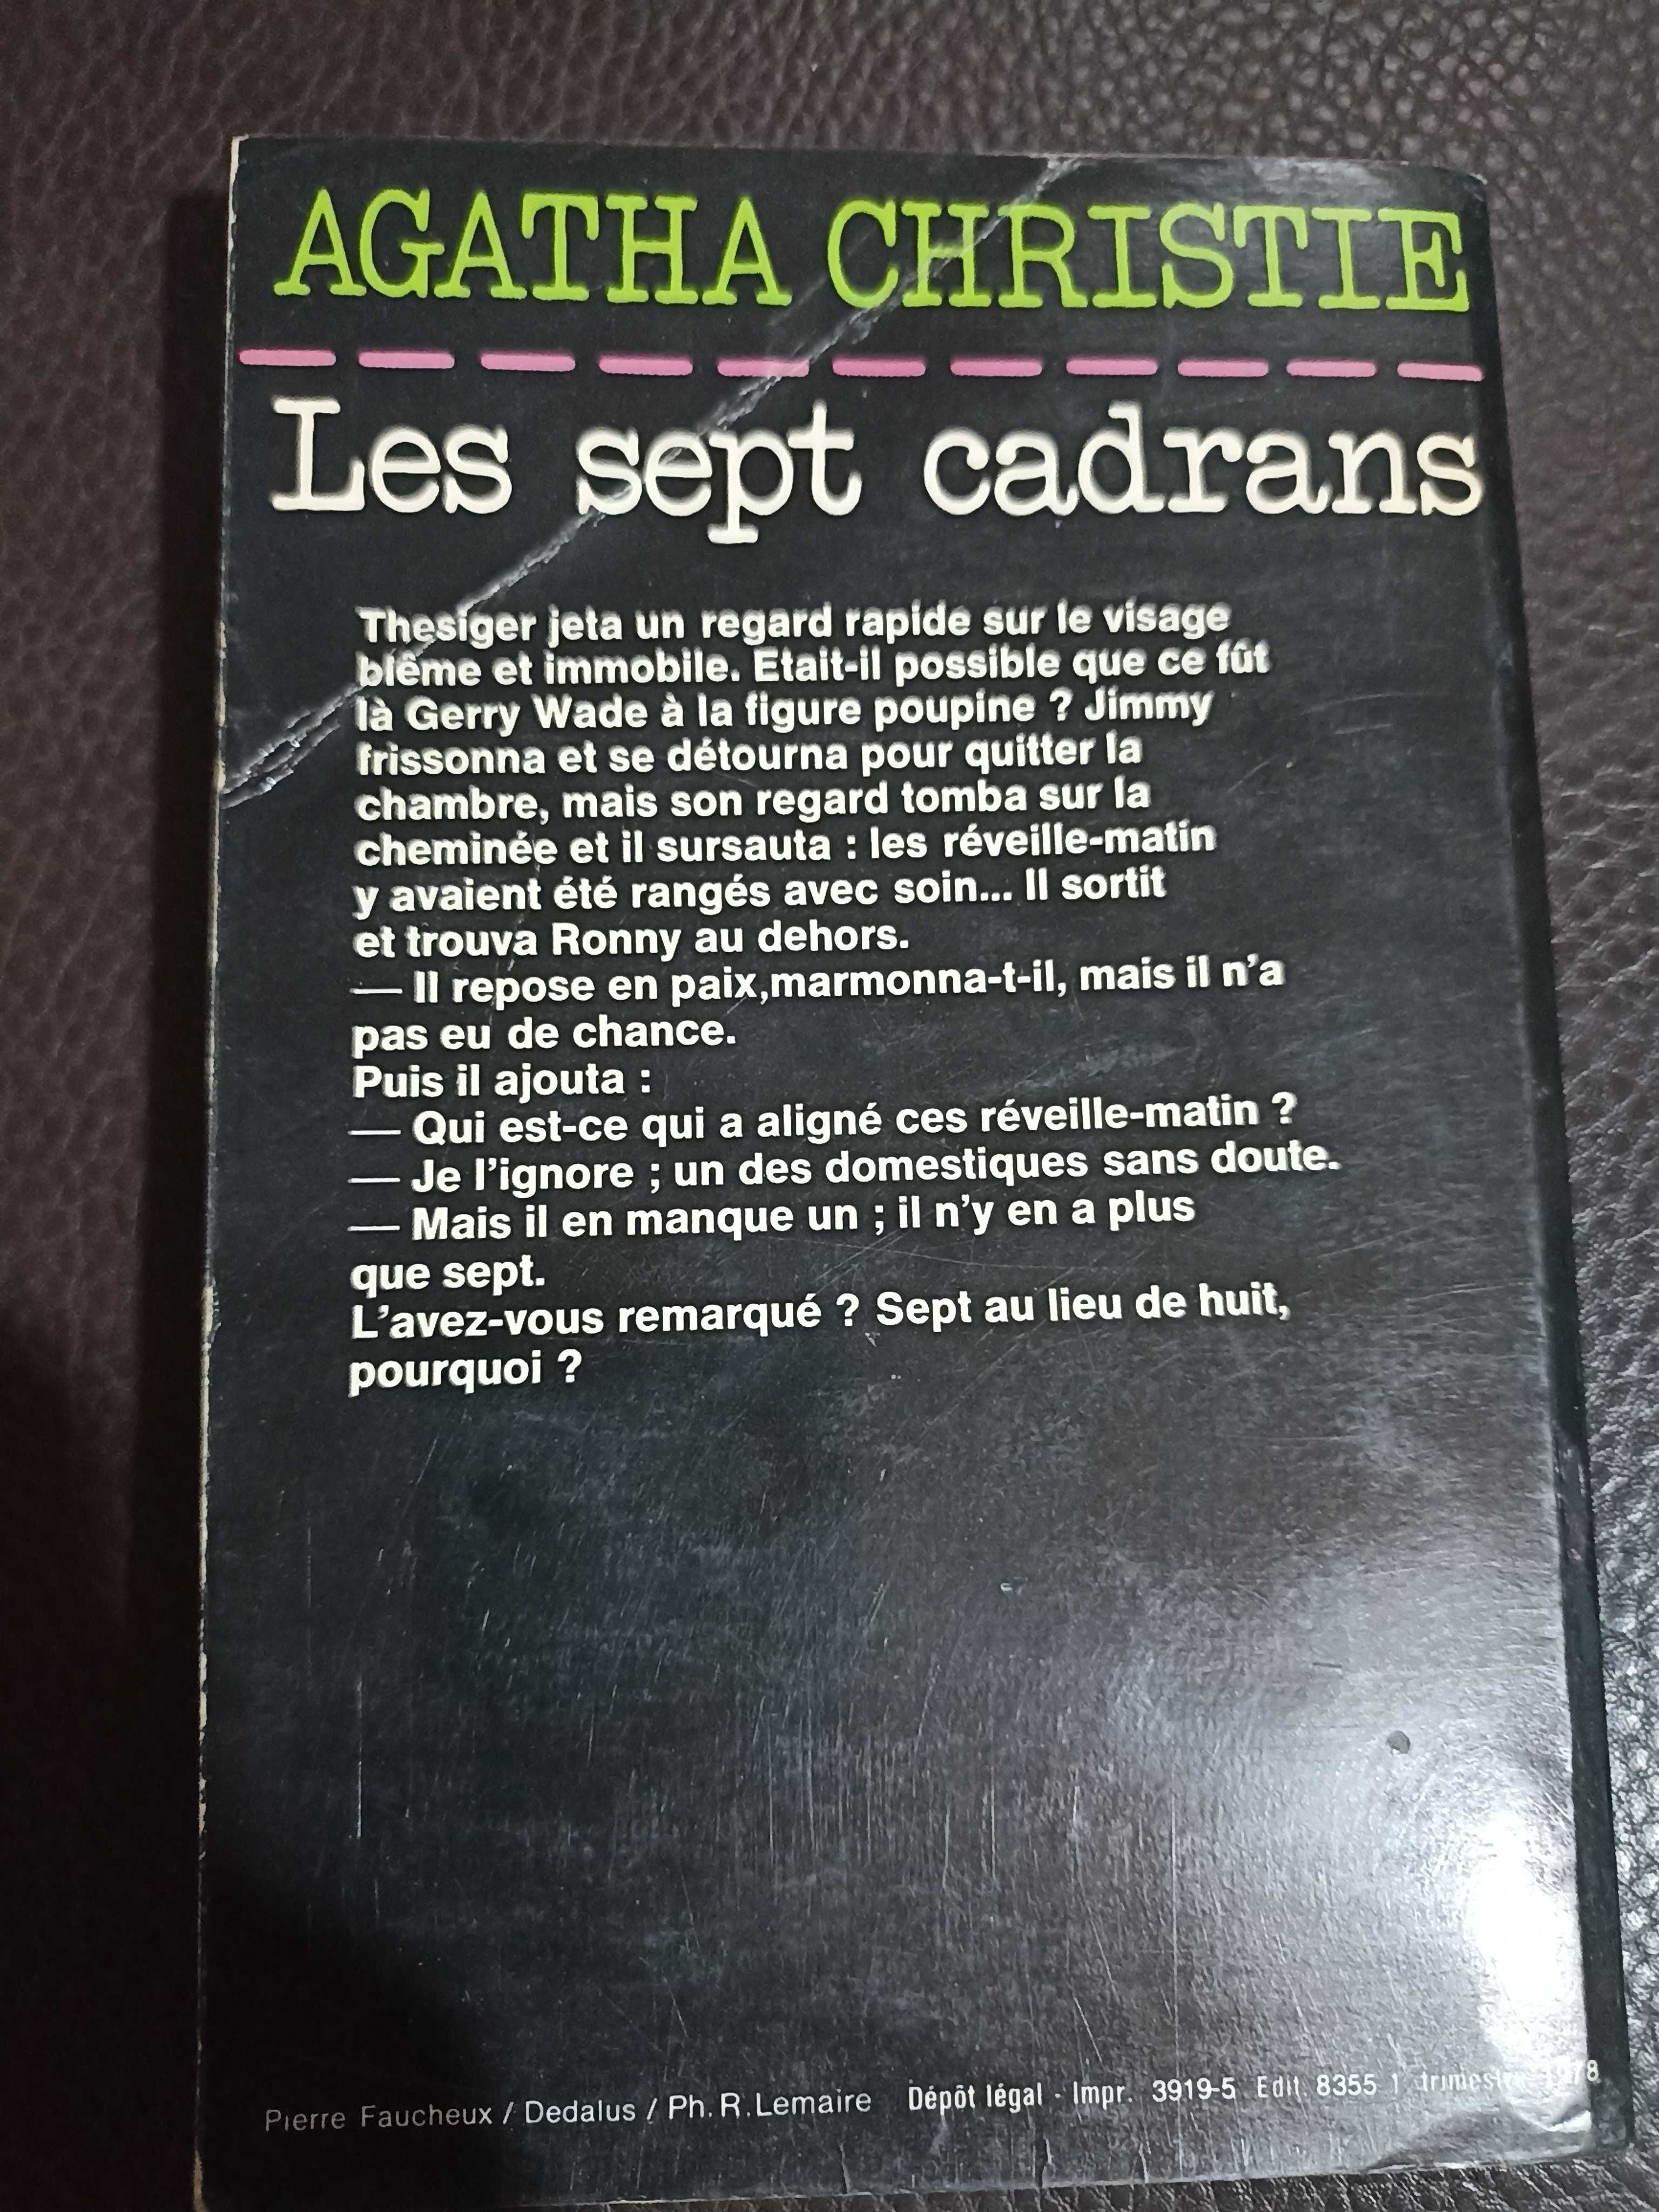 AGATHA CHRISTIE
Les sept cadrans
Thesiger jeta un regard rapide sur le visage
blême et immobile. Etait-il possible que ce fût
là Gerry Wade à la figure poupine ? Jimmy
frissonna et se détourna pour quitter la
chambre, mais son regard tomba sur la
cheminée et il sursauta : les réveille-matin
y avaient été rangés avec soin... Il sortit
et trouva Ronny au dehors.
— Il repose en paix,marmonna-t-il, mais il n'a
pas eu de chance.
Puis il ajouta :
— Qui est-ce qui a aligné ces réveille-matin ?
— Je l'ignore ; un des domestiques sans doute.
— Mais il en manque un ; il n'y en a plus
que sept.
L'avez-vous remarqué ? Sept au lieu de huit,
pourquoi ?
Pierre Faucheux / Dedalus / Ph. R. Lemaire Dépôt légal - Impr. 3919-5 Edit. 8355 1 trimestre 1978